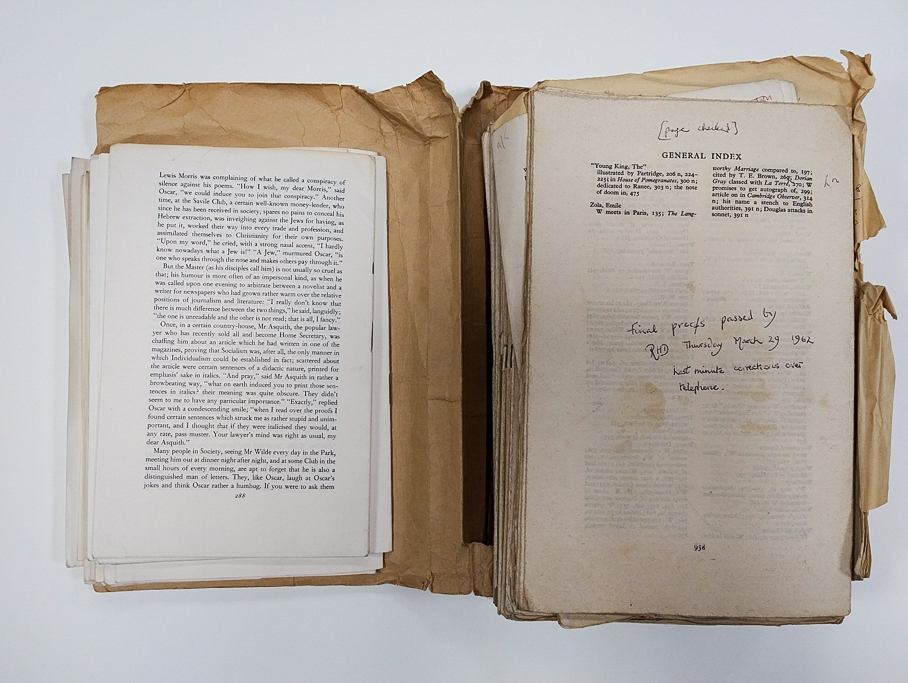 Lewis Morris was complaining of what he called a conspiracy of
silence against his poems. "How I wish, my dear Morris," said
Oscar, "we could induce you to join that conspiracy." Another
time, at the Savile Club, a certain well-known money-lender, who
since he has been received in society, spares no pains to conceal his
Hebrew extraction, was inveighing against the Jews for having, as
he put it, worked their way into every trade and profession, and
assimilated themselves to Christianity for their own purposes.
"Upon my word," he cried, with a strong nasal accent, "I hardly
know nowadays what a Jew is!" "A Jew," murmured Oscar, "is
one who speaks through the nose and makes others pay through it."
But the Master (as his disciples call him) is not usually so cruel as
that; his humour is more often of an impersonal kind, as when he
was called upon one evening to arbitrate between a novelist and a
writer for newspapers who had grown rather warm over the relative
positions of journalism and literature: "I really don't know that
there is much difference between the two things," he said, languidly;
"the one is unreadable and the other is not read; that is all, I fancy."
Once, in a certain country-house, Mr Asquith, the popular law-
yer who has recently sold all and become Home Secretary, was
chaffing him about an article which he had written in one of the
magazines, proving that Socialism was, after all, the only manner in
which Individualism could be established in fact; scattered about
the article were certain sentences of a didactic nature, printed for
emphasis' sake in italics. "And pray," said Mr Asquith in rather a
browbeating way, "what on earth induced you to print those sen-
tences in italics? their meaning was quite obscure. They didn't
seem to me to have any particular importance." "Exactly," replied
Oscar with a condescending smile; "when I read over the proofs I
found certain sentences which struck me as rather stupid and unim-
portant, and I thought that if they were italicised they would, at
any rate, pass muster. Your lawyer's mind was right as usual, my
dear Asquith."
Many people in Society, seeing Mr Wilde every day in the Park,
meeting him out at dinner night after night, and at some Club in the
small hours of every morning, are apt to forget that he is also a
distinguished man of letters. They, like Oscar, laugh at Oscar's
jokes and think Oscar rather a humbug. If you were to ask them
288
[page checked]
GENERAL INDEX
"Young King, The"
illustrated by Partridge, 206 n, 224-
225; in House of Pomegranates, 300 n;
dedicated to Ranee, 303 n; the note
of doom in, 475
Zola, Emile
W meets in Paris, 135; The Lang-
worthy Marriage compared to, 197;
cited by T. E. Brown, 269; Dorian
Gray classed with La Terre, 270; W
promises to get autograph of, 299;
article on in Cambridge Observer, 314
n; his name a stench to English
authorities, 391 n; Douglas attacks in
sonnet, 391 n
final proofs passed by
RHD Thursday March 29 1962
Last minute corrections over
telephone.
958